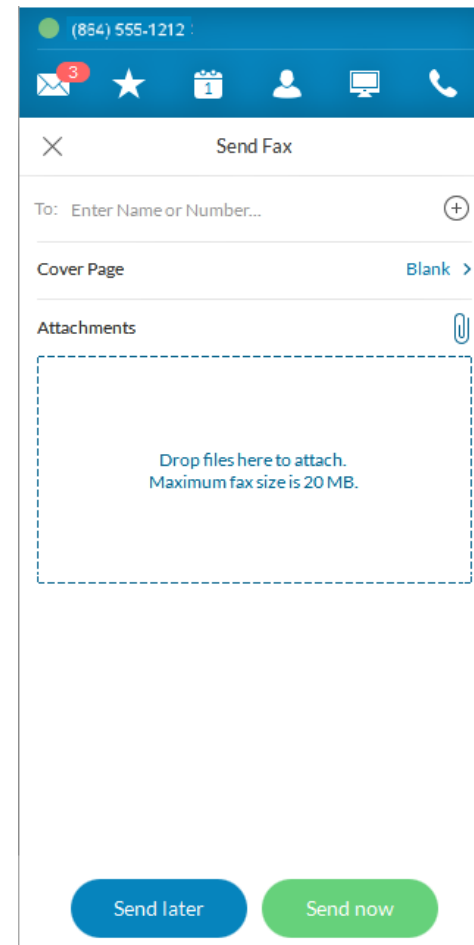 (864) 555-1212
3
1
Send Fax
To: Enter Name or Number...
Cover Page Blank >
Attachments
Drop files here to attach.
Maximum fax size is 20 MB.
Send later Send now